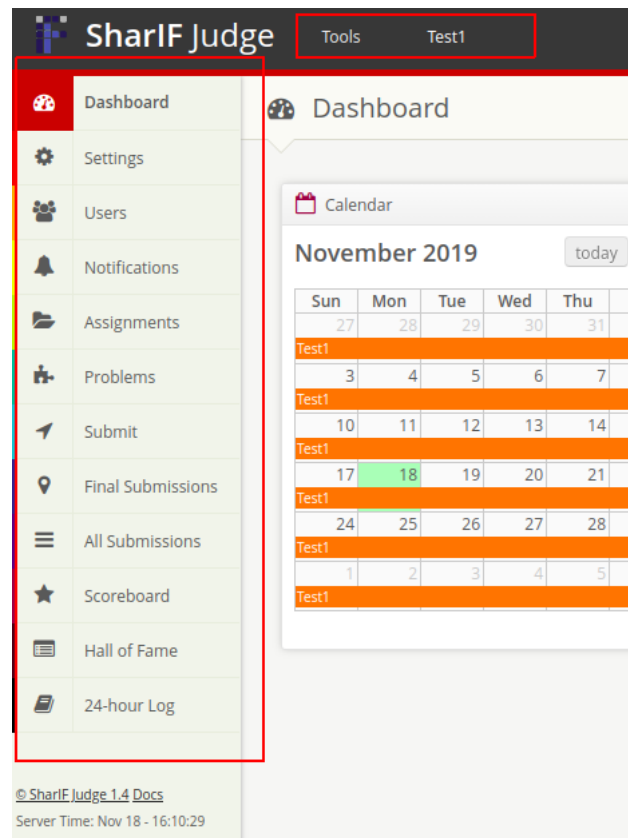 SharIF Judge Tools Test1
Dashboard
Settings
Users
Notifications
Assignments
Problems
Submit
Final Submissions
All Submissions
Scoreboard
Hall of Fame
24-hour Log
© SharIF Judge 1.4 Docs
Server Time: Nov 18 - 16:10:29
Dashboard
Calendar
November 2019 today
Sun Mon Tue Wed Thu
27 28 29 30 31
Test1
3 4 5 6 7
Test1
10 11 12 13 14
Test1
17 18 19 20 21
Test1
24 25 26 27 28
Test1
1 2 3 4 5
Test1